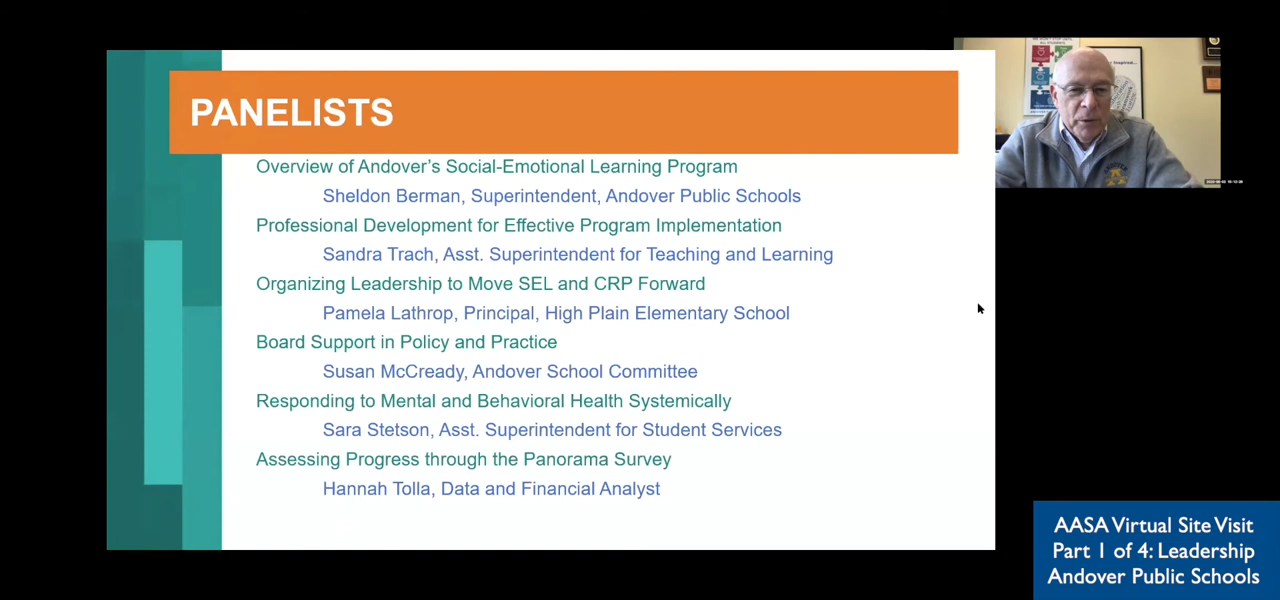 PANELISTS
Overview of Andover's Social-Emotional Learning Program
Sheldon Berman, Superintendent, Andover Public Schools
Professional Development for Effective Program Implementation
Sandra Trach, Asst. Superintendent for Teaching and Learning
Organizing Leadership to Move SEL and CRP Forward
Pamela Lathrop, Principal, High Plain Elementary School
Board Support in Policy and Practice
Susan McCready, Andover School Committee
Responding to Mental and Behavioral Health Systemically
Sara Stetson, Asst. Superintendent for Student Services
Assessing Progress through the Panorama Survey
Hannah Tolla, Data and Financial Analyst
ANDOVER
A
AASA Virtual Site Visit
Part 1 of 4: Leadership
Andover Public Schools